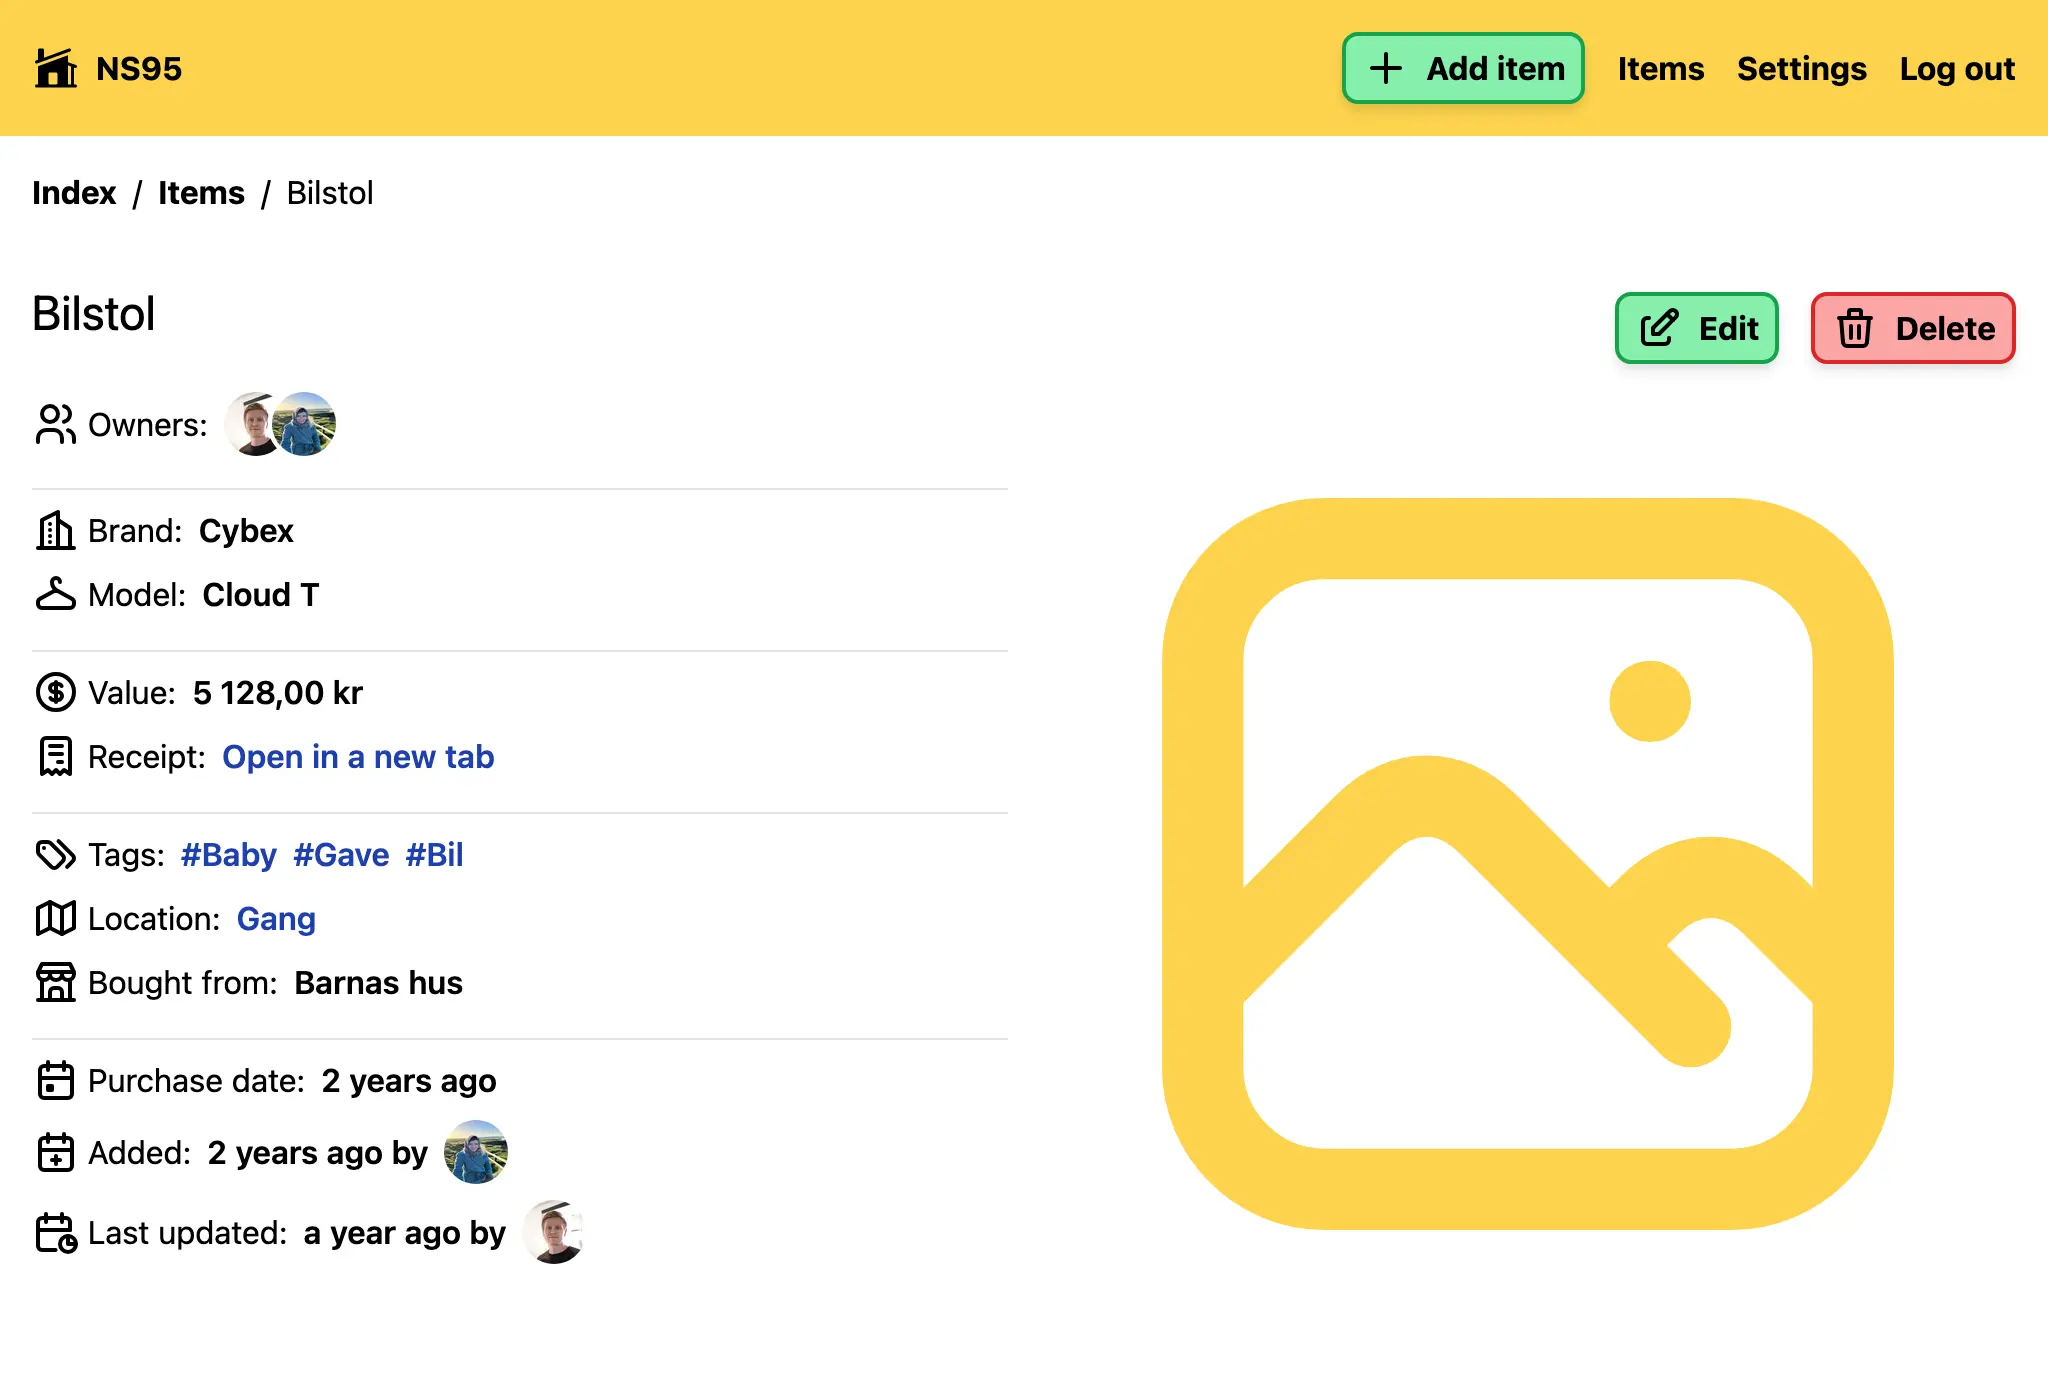 NS95
Add item
Items
Settings
Log out
Index / Items / Bilstol
Bilstol
Edit
Delete
Owners:
Brand: Cybex
Model: Cloud T
Value: 5 128,00 kr
Receipt: Open in a new tab
Tags: #Baby #Gave #Bil
Location: Gang
Bought from: Barnas hus
Purchase date: 2 years ago
Added: 2 years ago by
Last updated: a year ago by